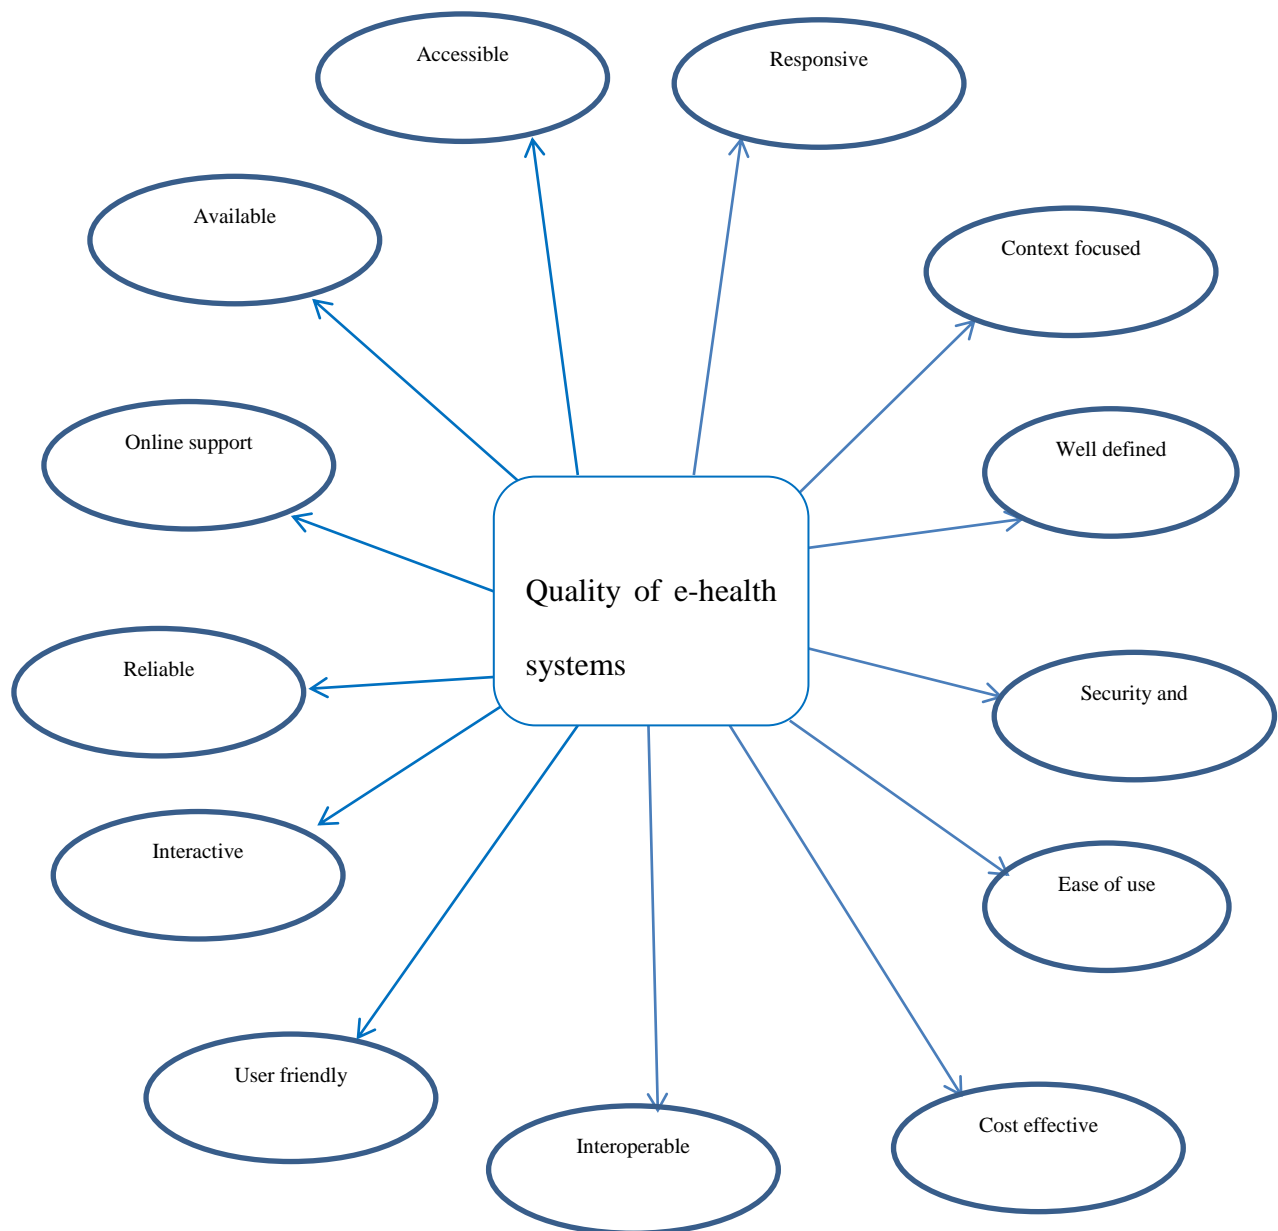 Accessible
Responsive
Available
Context focused
Online support
Well defined
Quality of e-health
systems
Reliable
Security and
Interactive
Ease of use
User friendly
Interoperable
Cost effective